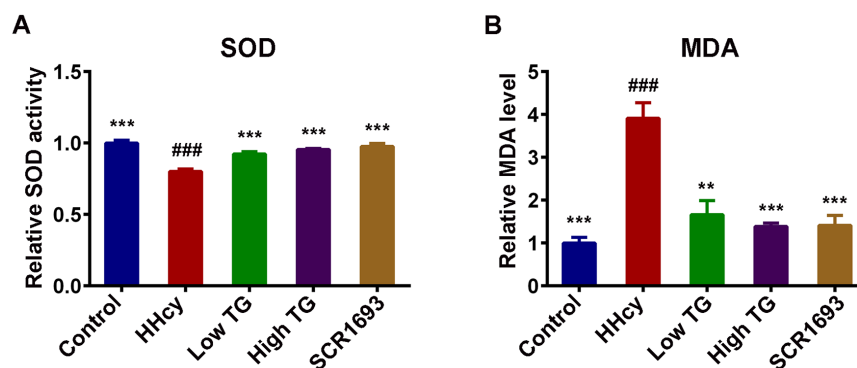 A
SOD
Relative SOD activity
1.5
1.0
0.5
0.0
***
###
***
***
***
Control
HHcy
Low TG
High TG
SCR1693
B
MDA
Relative MDA level
5
4
3
2
1
0
***
###
**
***
***
Control
HHcy
Low TG
High TG
SCR1693